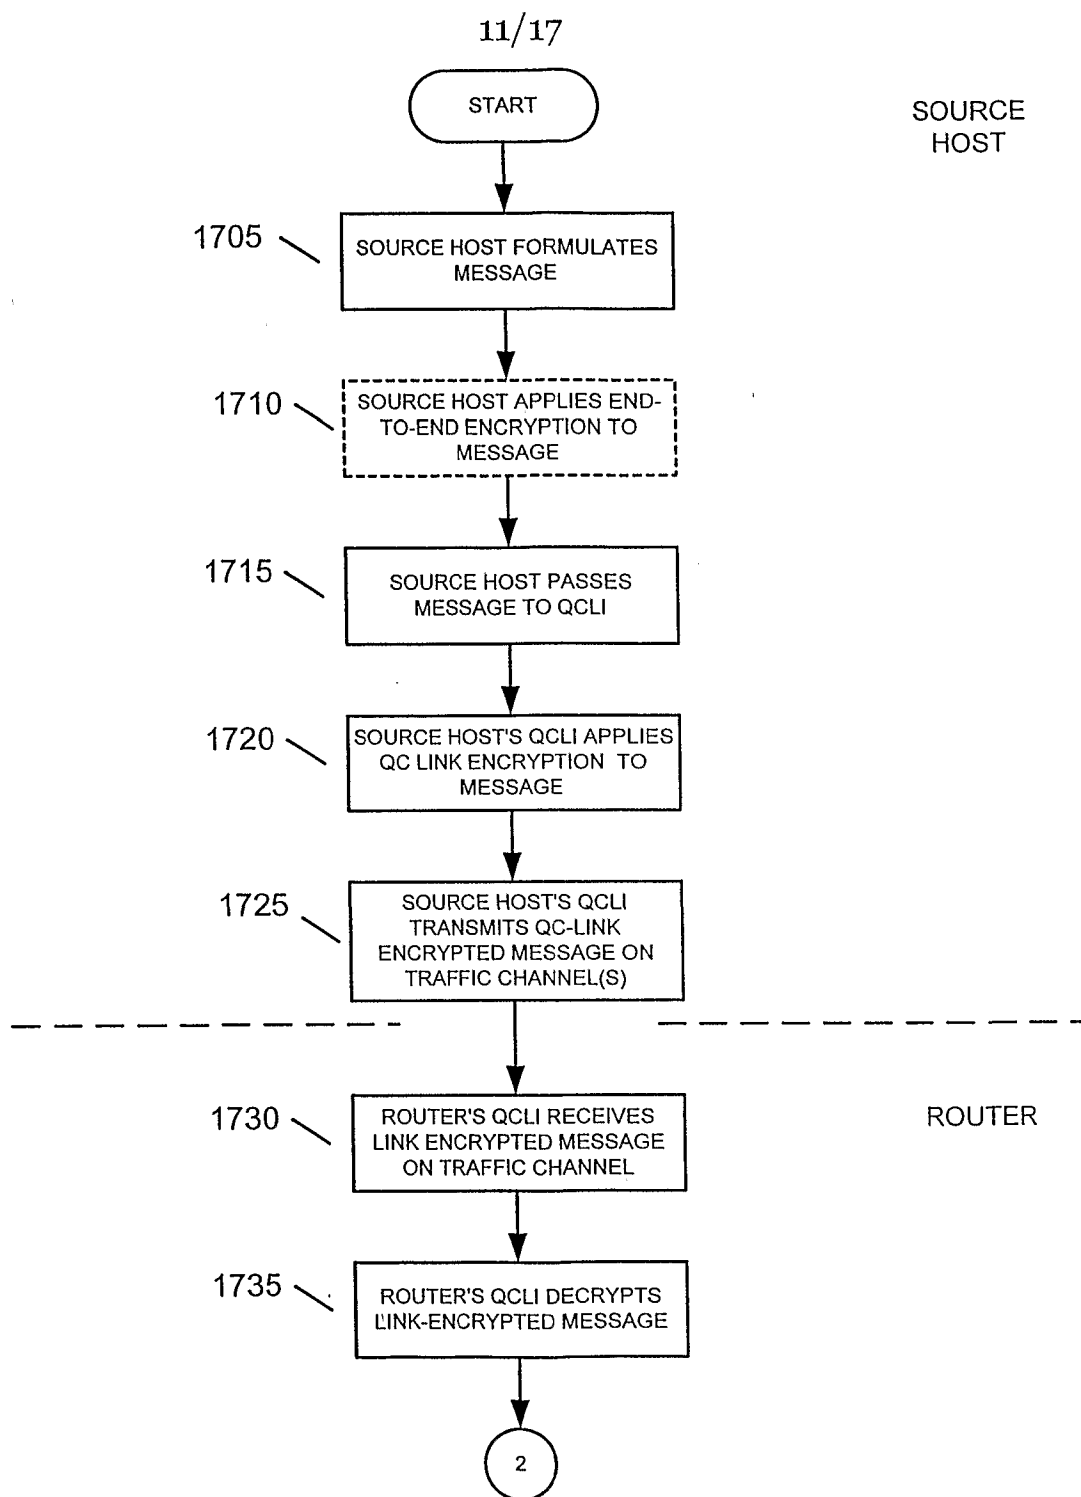 11/17
START
SOURCE
HOST
1705
SOURCE HOST FORMULATES
MESSAGE
1710
SOURCE HOST APPLIES END-
TO-END ENCRYPTION TO
MESSAGE
1715
SOURCE HOST PASSES
MESSAGE TO QCLI
1720
SOURCE HOST'S QCLI APPLIES
QC LINK ENCRYPTION TO
MESSAGE
1725
SOURCE HOST'S QCLI
TRANSMITS QC-LINK
ENCRYPTED MESSAGE ON
TRAFFIC CHANNEL(S)
1730
ROUTER'S QCLI RECEIVES
LINK ENCRYPTED MESSAGE
ON TRAFFIC CHANNEL
ROUTER
1735
ROUTER'S QCLI DECRYPTS
LINK-ENCRYPTED MESSAGE
2